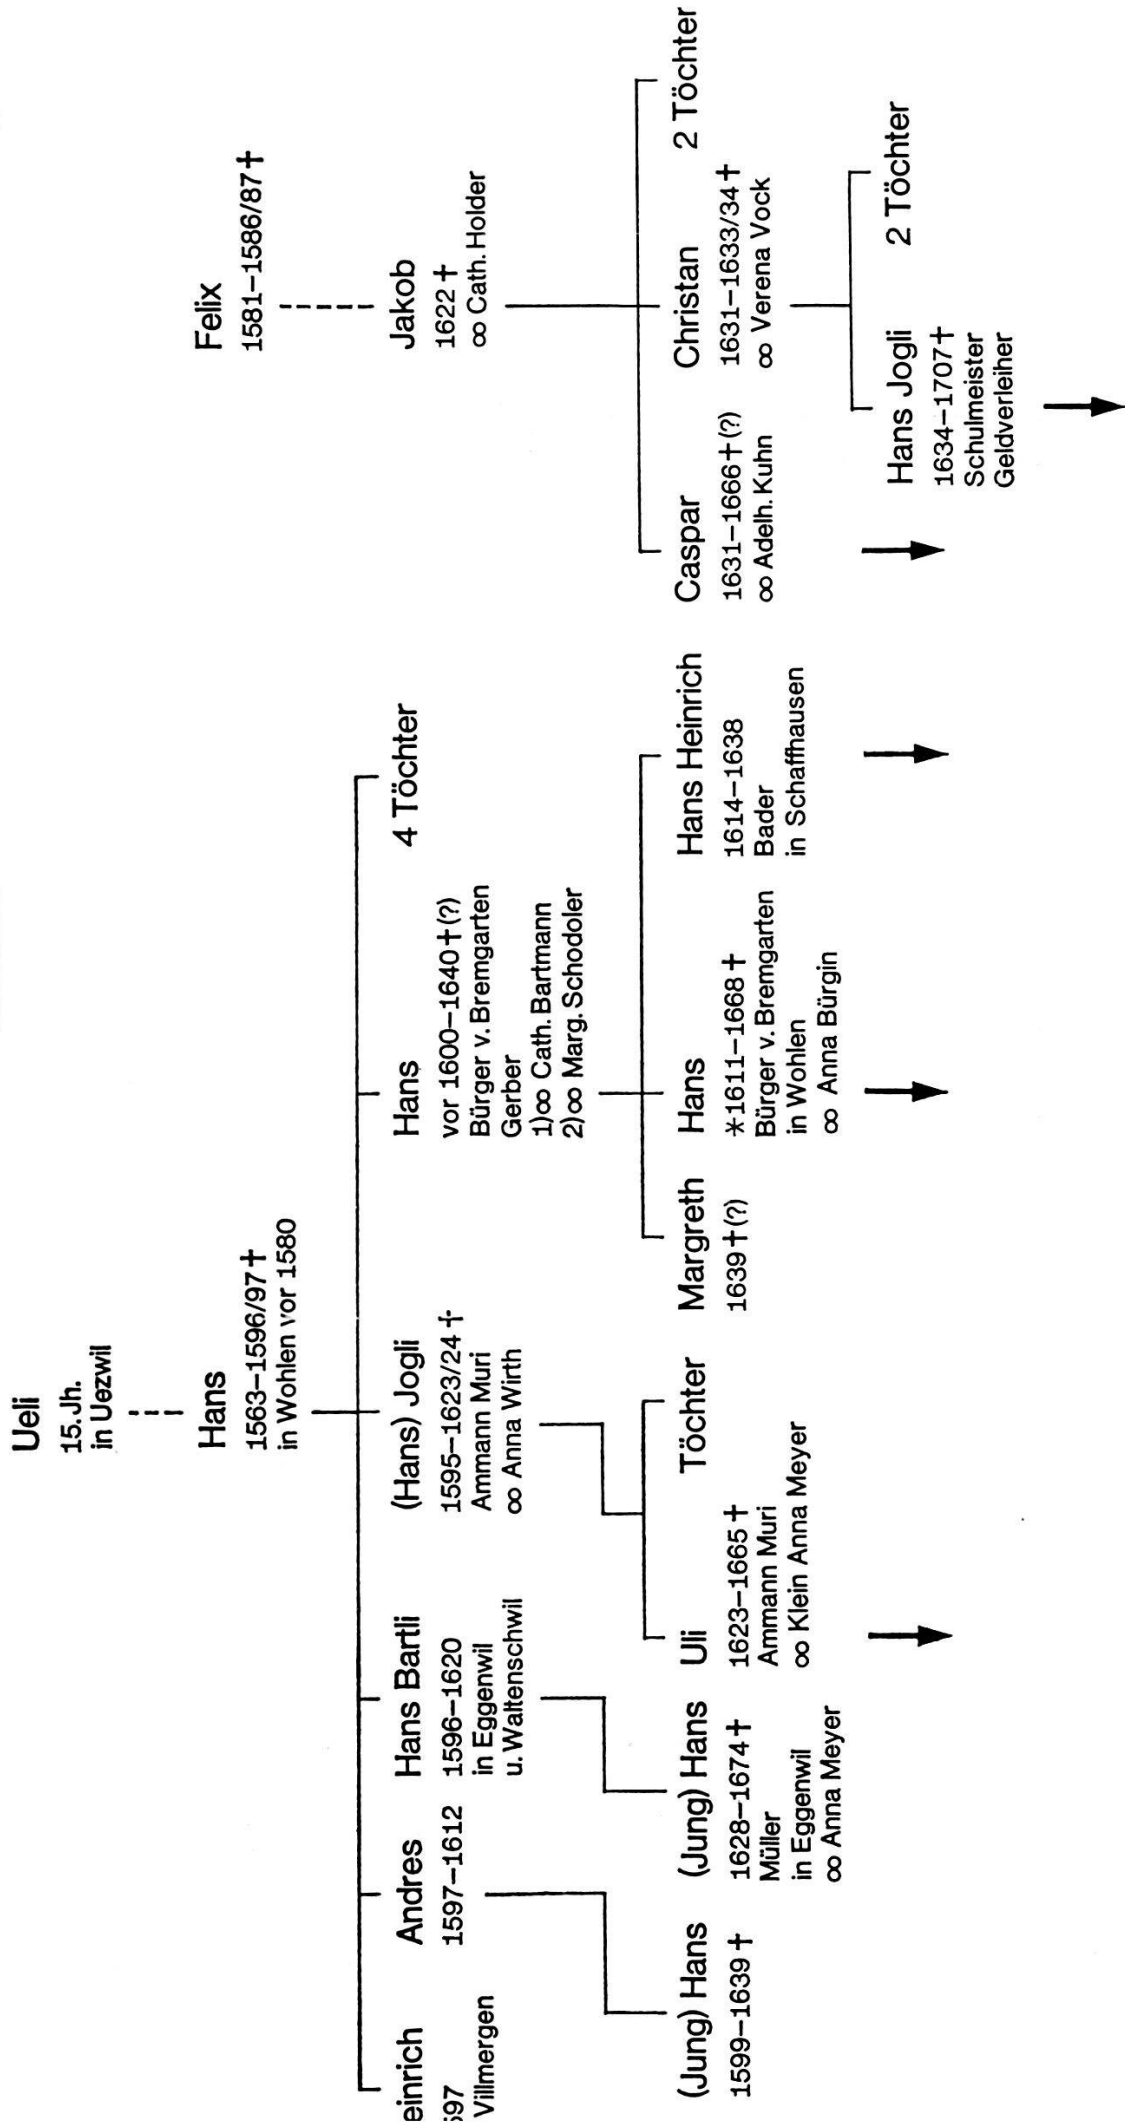 Ueli
15. Jh.
in Uezwil
Hans
1563–1596/97†
in Wohlen vor 1580
Felix
1581–1586/87†
einrich
597
Villmergen
Andres
1597–1612
Hans Bartli
1596–1620
in Eggenwil
u. Waltenschwil
(Hans) Jogli
1595–1623/24 †
Ammann Muri
∞ Anna Wirth
Hans
vor 1600–1640†(?)
Bürger v. Bremgarten
Gerber
1)∞ Cath. Bartmann
2)∞ Marg. Schodoler
4 Töchter
Jakob
1622 †
∞ Cath. Holder
(Jung) Hans
1599–1639 †
(Jung) Hans
1628–1674†
Müller
in Eggenwil
∞ Anna Meyer
Uli
1623–1665†
Ammann Muri
∞ Klein Anna Meyer
Töchter
Margreth
1639†(?)
Hans
*1611–1668†
Bürger v. Bremgarten
in Wohlen
∞ Anna Bürgin
Hans Heinrich
1614–1638
Bader
in Schaffhausen
Caspar
1631–1666†(?)
∞ Adelh. Kuhn
Christan
1631–1633/34 †
∞ Verena Vock
2 Töchter
Hans Jogli
1634–1707†
Schulmeister
Geldverleiher
2 Töchter